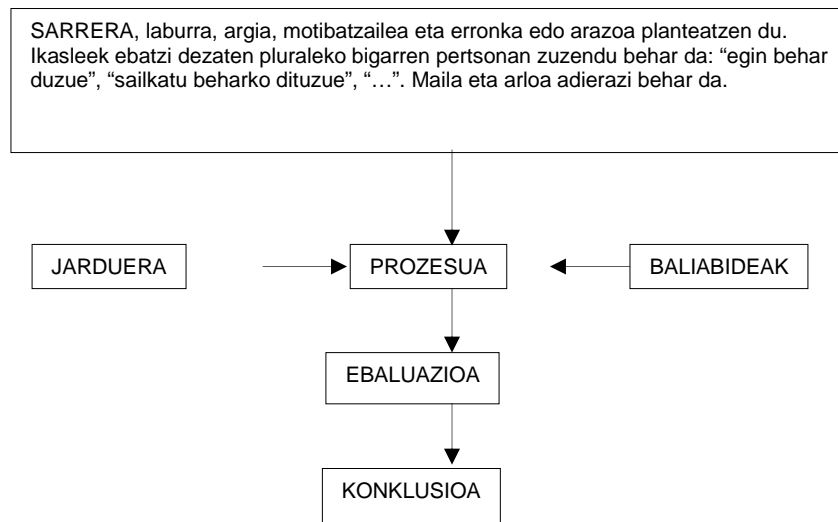 SARRERA, laburra, argia, motibatzailea eta erronka edo arazoa planteatzen du.
Ikasleek ebatzi dezaten pluraleko bigarren pertsonan zuzendu behar da: “egin behar
duzue”, “sailkatu beharko dituzue”, “…”. Maila eta arloa adierazi behar da.
JARDUERA
PROZESUA
BALIABIDEAK
EBALUAZIOA
KONKLUSIOA